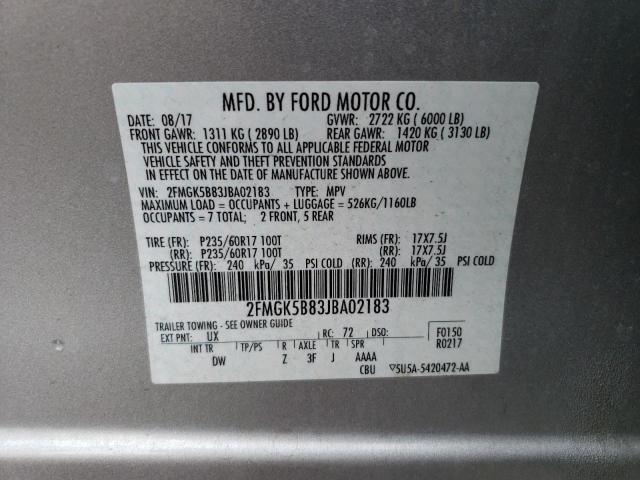 MFD. BY FORD MOTOR CO.
DATE: 08/17 GVWR: 2722 KG ( 6000 LB)
FRONT GAWR: 1311 KG ( 2890 LB) REAR GAWR: 1420 KG ( 3130 LB)
THIS VEHICLE CONFORMS TO ALL APPLICABLE FEDERAL MOTOR
VEHICLE SAFETY AND THEFT PREVENTION STANDARDS
IN EFFECT ON THE DATE OF MANUFACTURE SHOWN ABOVE.
VIN: 2FMGK5B83JBA02183 TYPE: MPV
MAXIMUM LOAD = OCCUPANTS + LUGGAGE = 526KG/1160LB
OCCUPANTS = 7 TOTAL; 2 FRONT, 5 REAR
TIRE (FR): P235/60R17 100T RIMS (FR): 17X7.5J
(RR): P235/60R17 100T (RR): 17X7.5J
PRESSURE (FR): 240 kPa/ 35 PSI COLD (RR): 240 kPa/ 35 PSI COLD
2FMGK5B83JBA02183
TRAILER TOWING - SEE OWNER GUIDE
EXT PNT: UX RC: 72 DSO: F0150
INT TR TP/PS R AXLE TR SPR R0217
DW Z 3F J AAAA
CBU ▽5U5A-5420472-AA